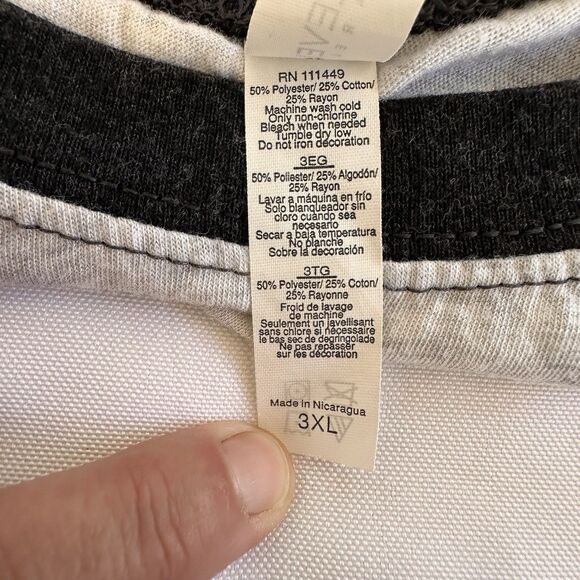 RN 111449
50% Polyester/ 25% Cotton/
25% Rayon
Machine wash cold
Only non-chlorine
Bleach when needed
Tumble dry low
Do not iron decoration
3EG
50% Poliester/ 25% Algodón/
25% Rayon
Lavar a máquina en frío
Solo blanqueador sin
cloro cuando sea
necesario
Secar a baja temperatura
No planche
Sobre la decoración
3TG
50% Polyester/ 25% Cotton/
25% Rayonne
Froid de lavage
de machine
Seulement un javellisant
sans chlore si nécessaire
le bas sec de degringolade
Ne pas repasser
sur les décoration
Made in Nicaragua
3XL